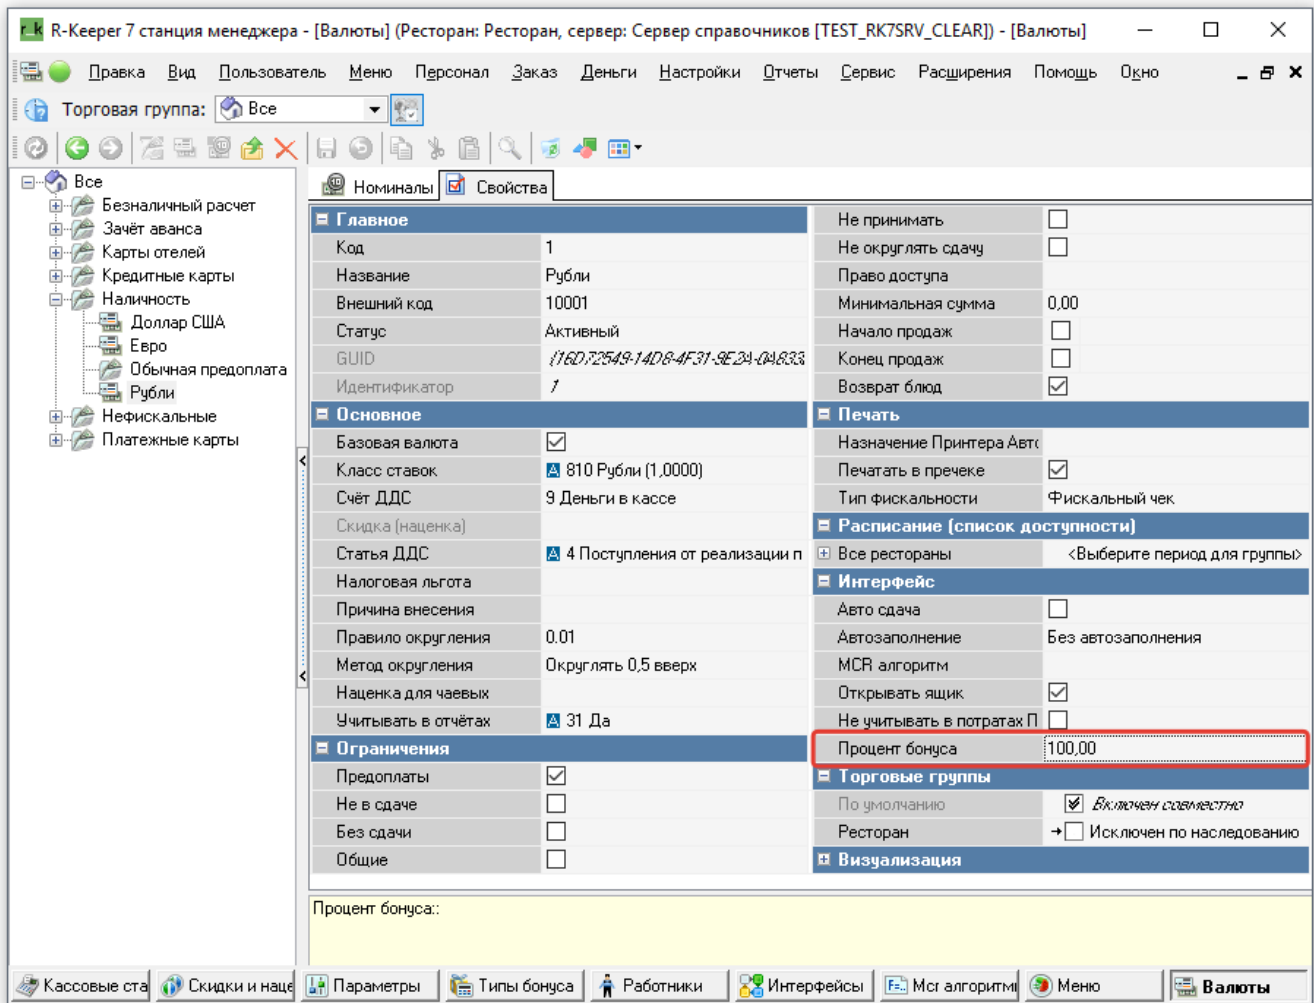 R-Keeper 7 станция менеджера - [Валюты] (Ресторан: Ресторан, сервер: Сервер справочников [TEST_RK7SRV_CLEAR]) - [Валюты]
Правка Вид Пользователь Меню Персонал Заказ Деньги Настройки Отчеты Сервис Расширения Помощь Окно
Торговая группа: Все
Все
Безналичный расчет
Зачёт аванса
Карты отелей
Кредитные карты
Наличность
Доллар США
Евро
Обычная предоплата
Рубли
Нефискальные
Платежные карты
Номиналы Свойства
Главное
Код 1
Название Рубли
Внешний код 10001
Статус Активный
GUID {16D72549-14D8-4F31-9E2A-0A833
Идентификатор 1
Основное
Базовая валюта
Класс ставок 810 Рубли (1,0000)
Счёт ДДС 9 Деньги в кассе
Скидка (наценка)
Статья ДДС 4 Поступления от реализации п
Налоговая льгота
Причина внесения
Правило округления 0.01
Метод округления Округлять 0,5 вверх
Наценка для чаевых
Учитывать в отчётах 31 Да
Ограничения
Предоплаты
Не в сдаче
Без сдачи
Общие
Не принимать
Не округлять сдачу
Право доступа
Минимальная сумма 0,00
Начало продаж
Конец продаж
Возврат блюд
Печать
Назначение Принтера Авто
Печатать в пречеке
Тип фискальности Фискальный чек
Расписание (список доступности)
Все рестораны <Выберите период для группы>
Интерфейс
Авто сдача
Автозаполнение Без автозаполнения
MCR алгоритм
Открывать ящик
Не учитывать в потратах П
Процент бонуса 100,00
Торговые группы
По умолчанию Включен совместно
Ресторан Исключен по наследованию
Визуализация
Процент бонуса::
Кассовые ста Скидки и наце Параметры Типы бонуса Работники Интерфейсы Мсг алгоритмы Меню Валюты